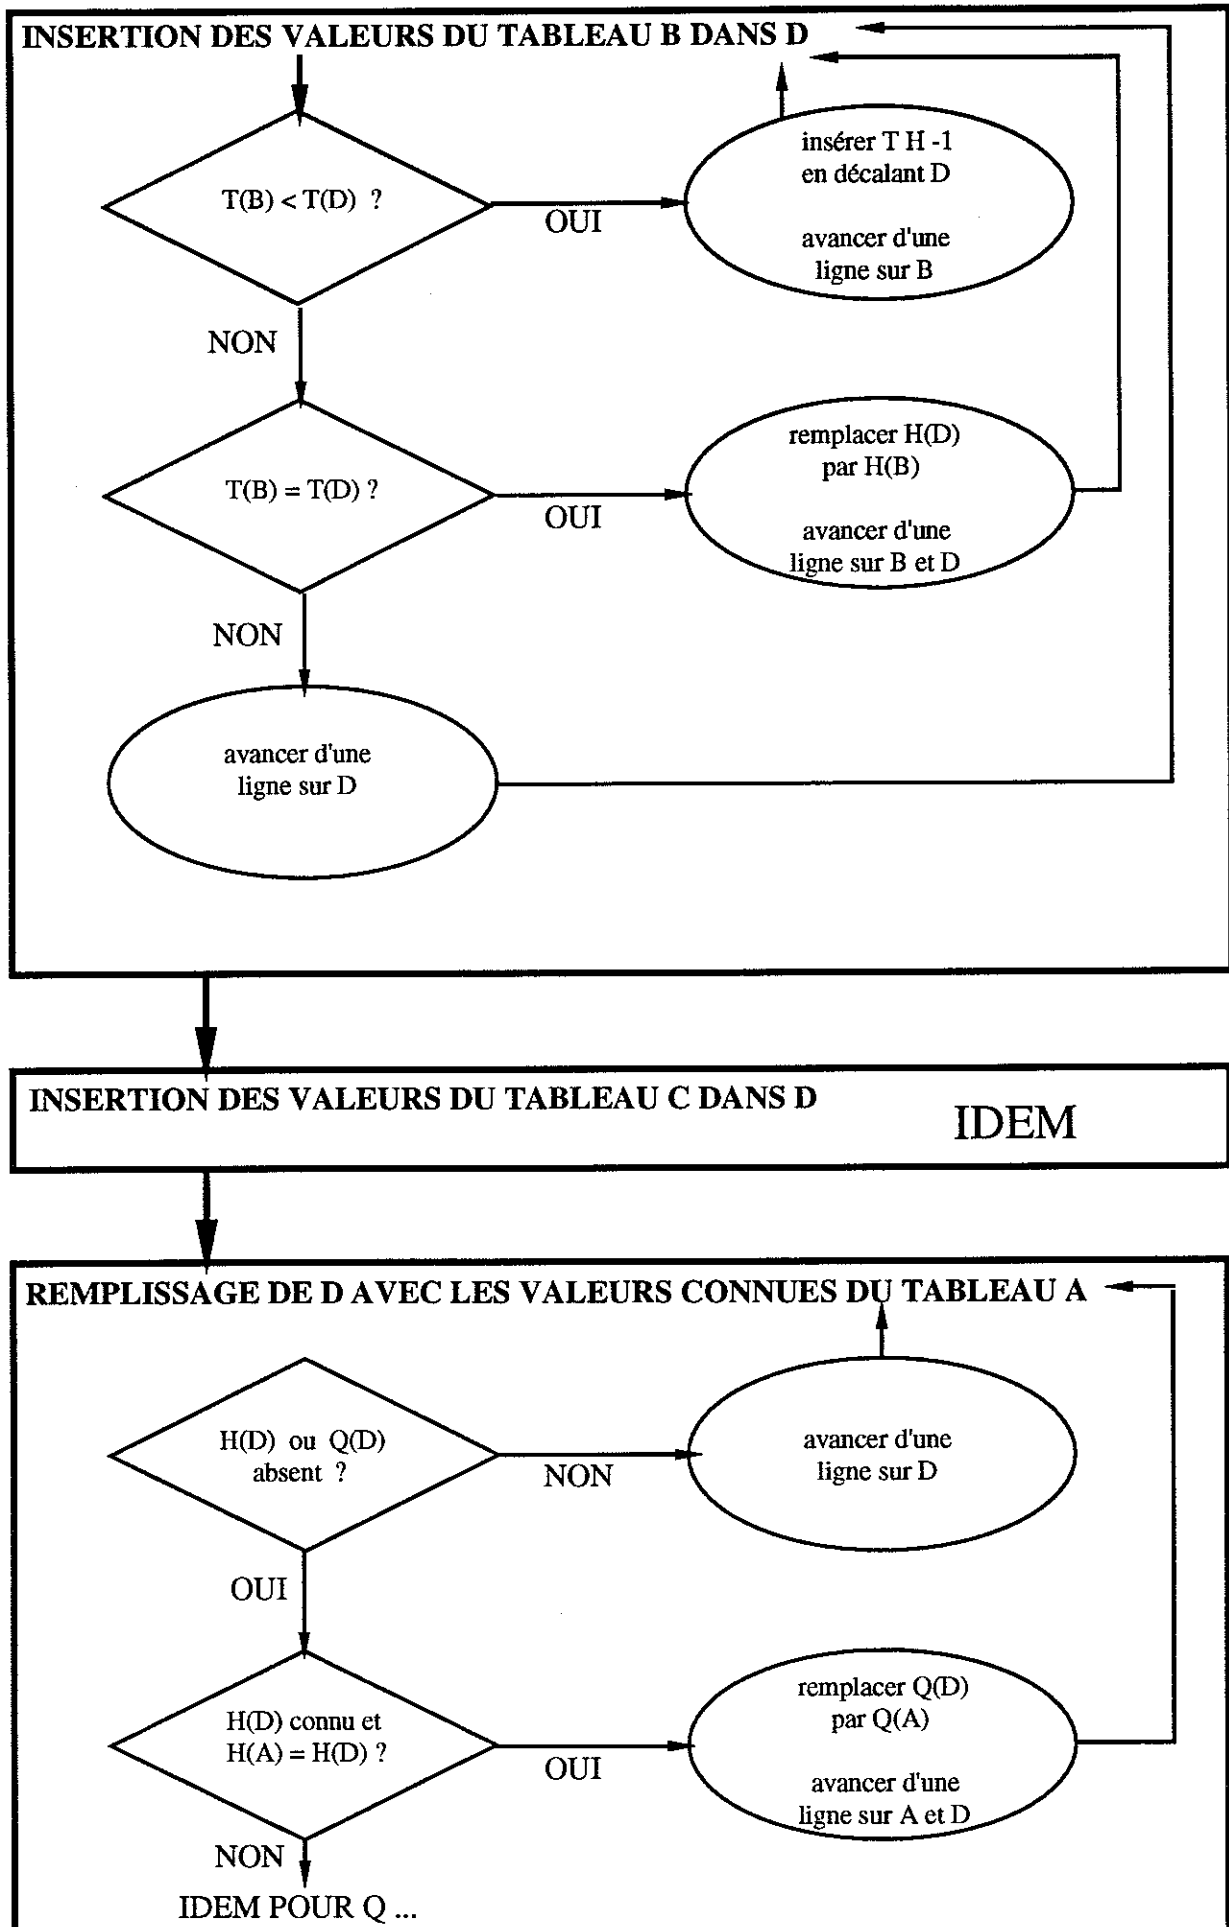 INSERTION DES VALEURS DU TABLEAU B DANS D
T(B) < T(D) ?
OUI
insérer T H -1
en décalant D
avancer d'une
ligne sur B
NON
T(B) = T(D) ?
OUI
remplacer H(D)
par H(B)
avancer d'une
ligne sur B et D
NON
avancer d'une
ligne sur D
INSERTION DES VALEURS DU TABLEAU C DANS D
IDEM
REMPLISSAGE DE D AVEC LES VALEURS CONNUES DU TABLEAU A
H(D) ou Q(D)
absent ?
NON
avancer d'une
ligne sur D
OUI
H(D) connu et
H(A) = H(D) ?
OUI
remplacer Q(D)
par Q(A)
avancer d'une
ligne sur A et D
NON
IDEM POUR Q ...